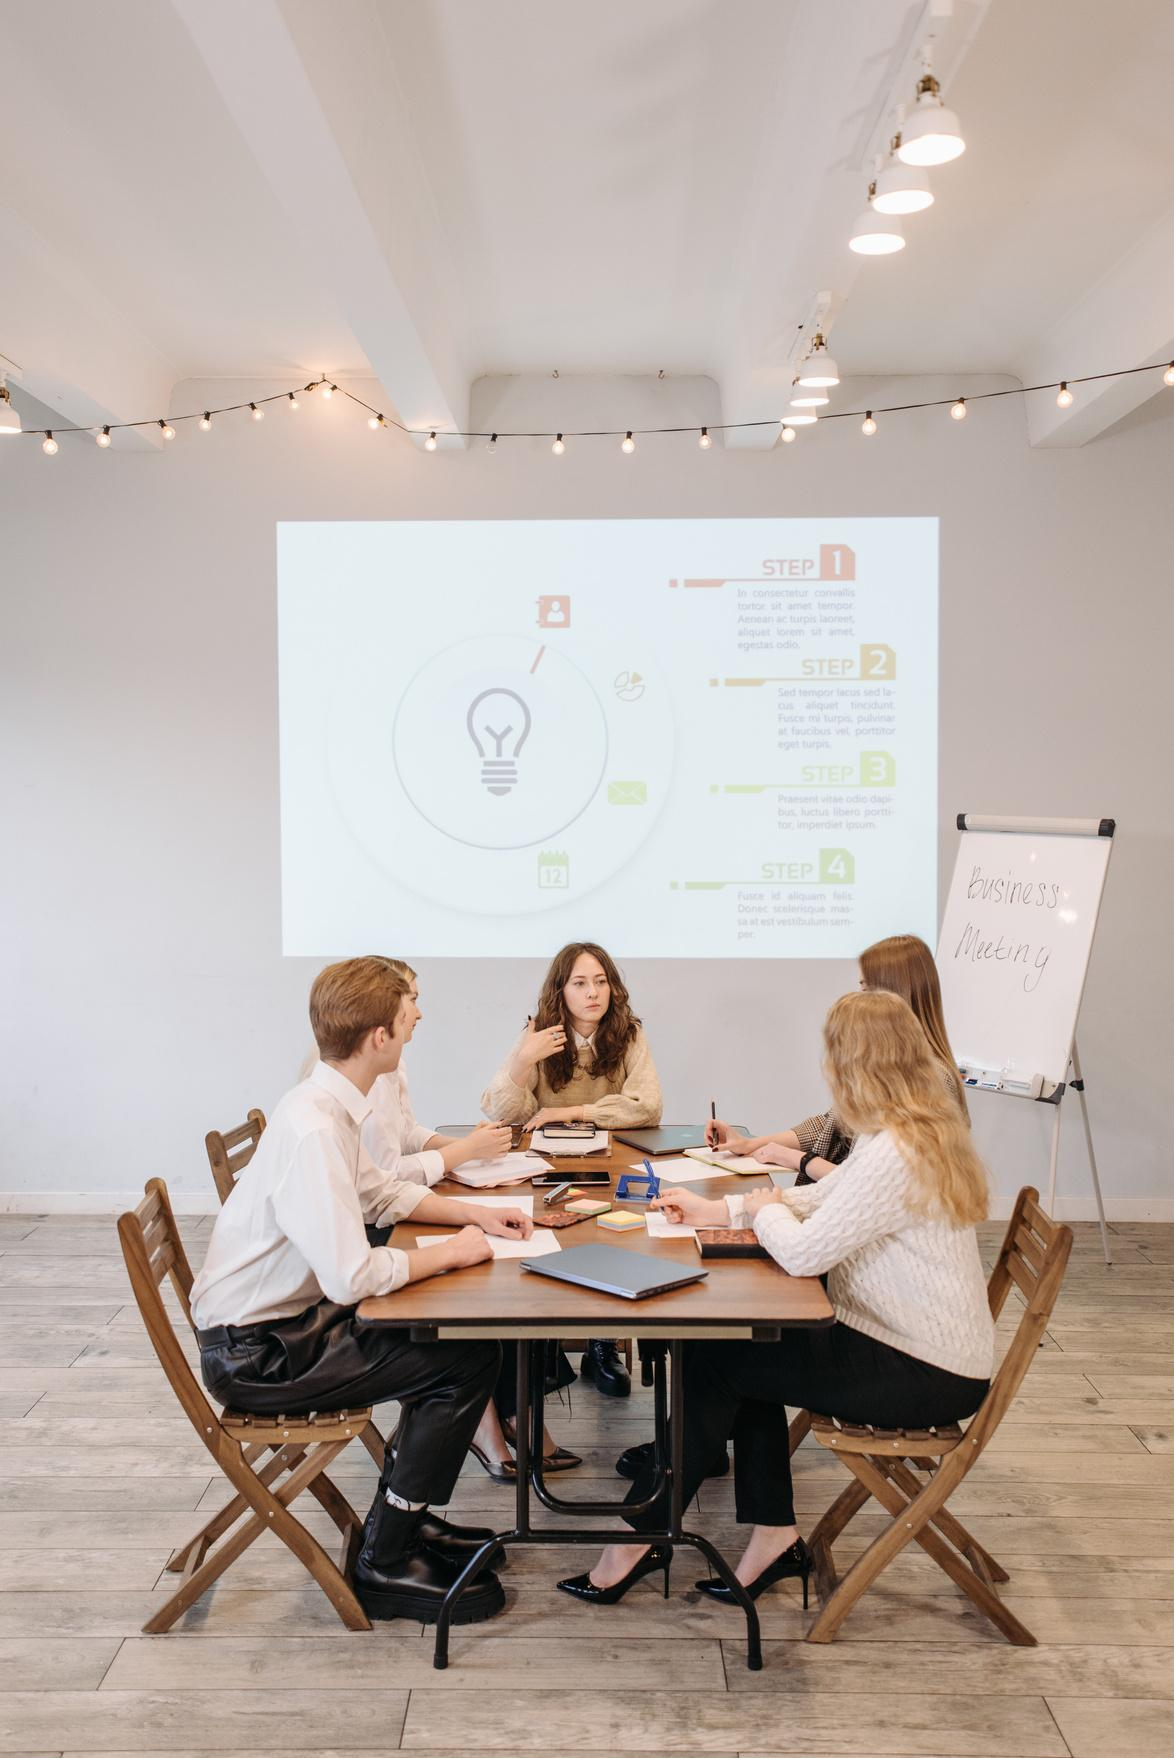 STEP 1
In consectetur convallis
tortor sit amet tempor.
Aenean ac turpis laoreet,
aliquet lorem sit amet,
egestas odio.
STEP 2
Sed tempor lacus sed la-
cus aliquet tincidunt.
Fusce mi turpis, pulvinar
at faucibus vel, porttitor
eget turpis.
STEP 3
Praesent vitae odio dapi-
bus, luctus libero portti-
tor, imperdiet ipsum.
12
STEP 4
Fusce id aliquam felis.
Donec scelerisque mas-
sa at est vestibulum sem-
per.
Business
Meeting